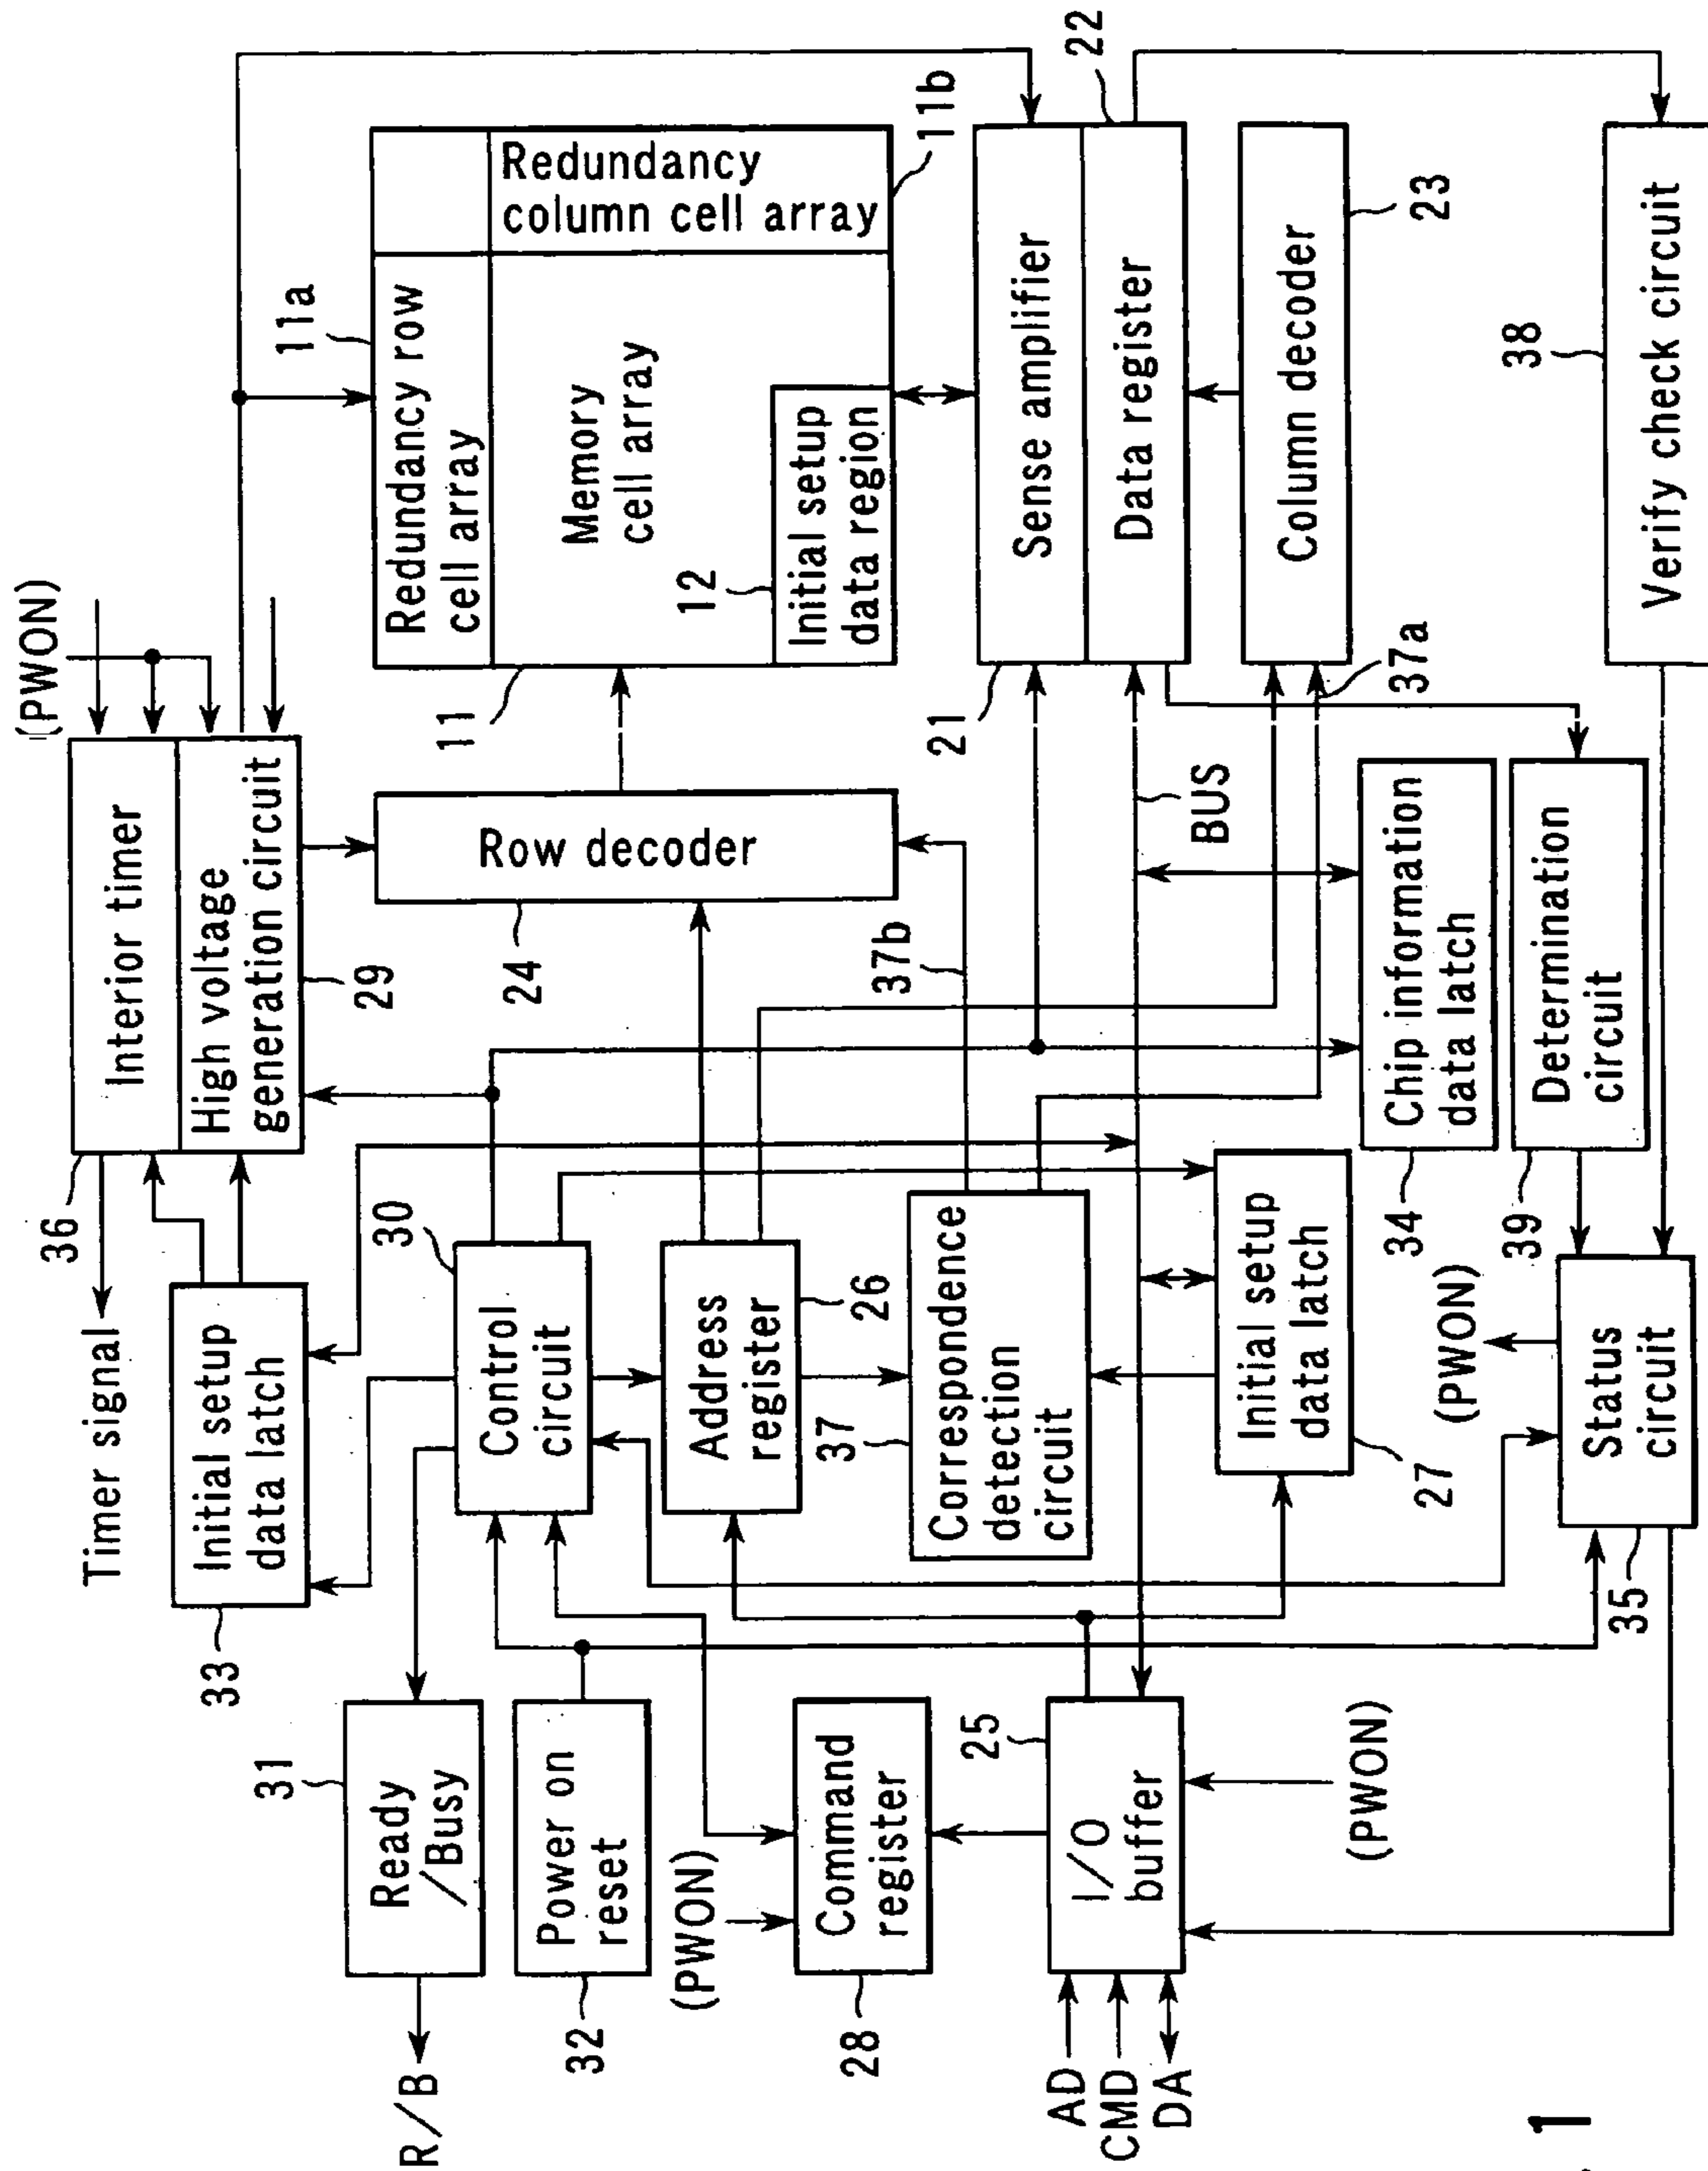 (PWON)
Timer signal
36
Interior timer
High voltage
generation circuit
29
33
Initial setup
data latch
11a
Redundancy row
cell array
Redundancy
column cell array
11b
Memory
cell array
12
Initial setup
data region
11
Row decoder
24
R/B
31
Ready
/Busy
30
Control
circuit
32
Power on
reset
Address
register
26
37b
21
Sense amplifier
22
Data register
(PWON)
28
Command
register
37
Correspondence
detection
circuit
BUS
Column decoder
23
37a
AD
CMD
DA
25
I/O
buffer
(PWON)
Initial setup
data latch
27
34
Chip information
data latch
39
Determination
circuit
(PWON)
35
Status
circuit
38
Verify check circuit
1